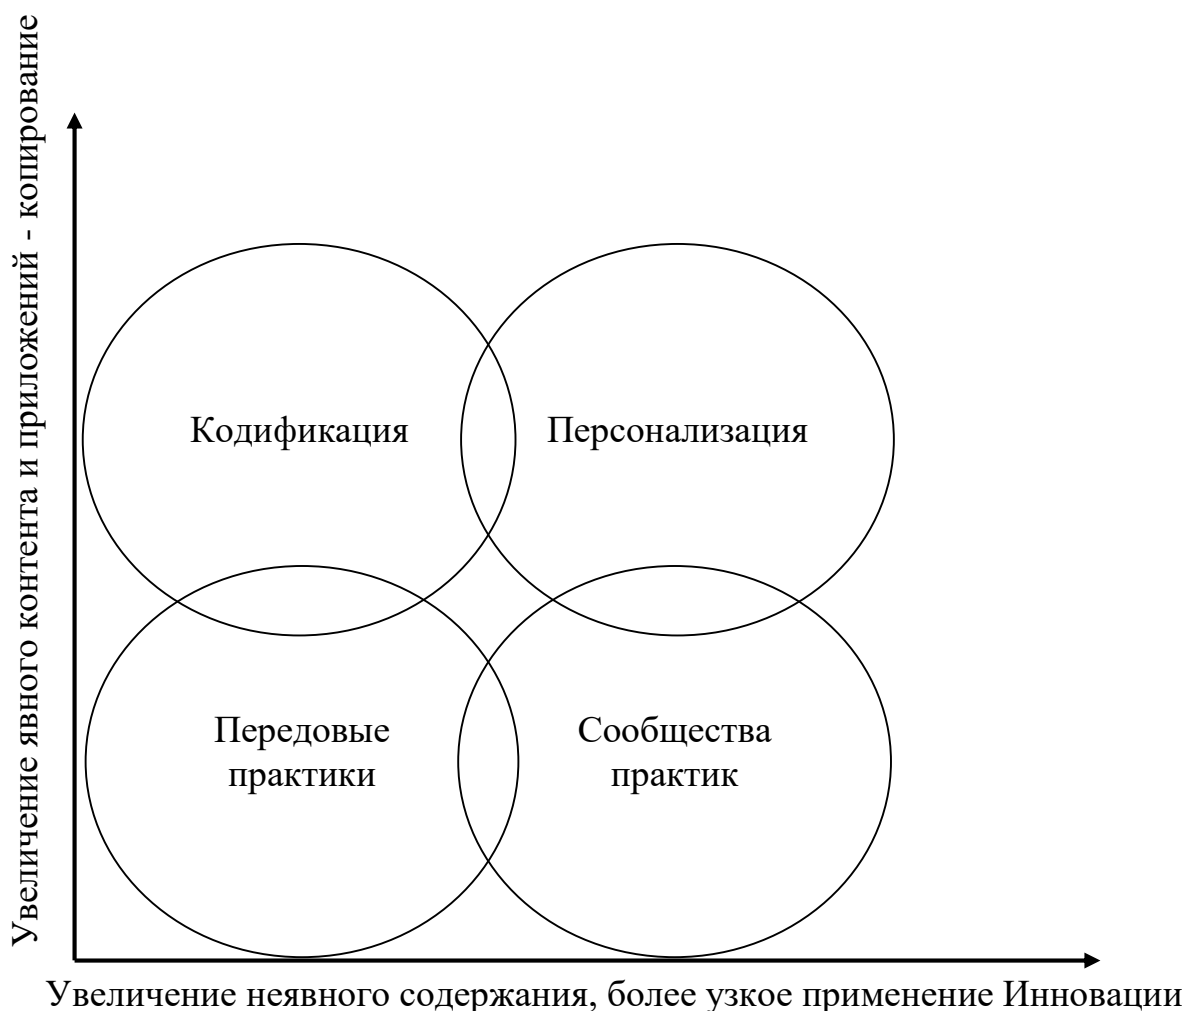 Увеличение явного контента и приложений - копирование
Кодификация
Персонализация
Передовые
практики
Сообщества
практик
Увеличение неявного содержания, более узкое применение Инновации